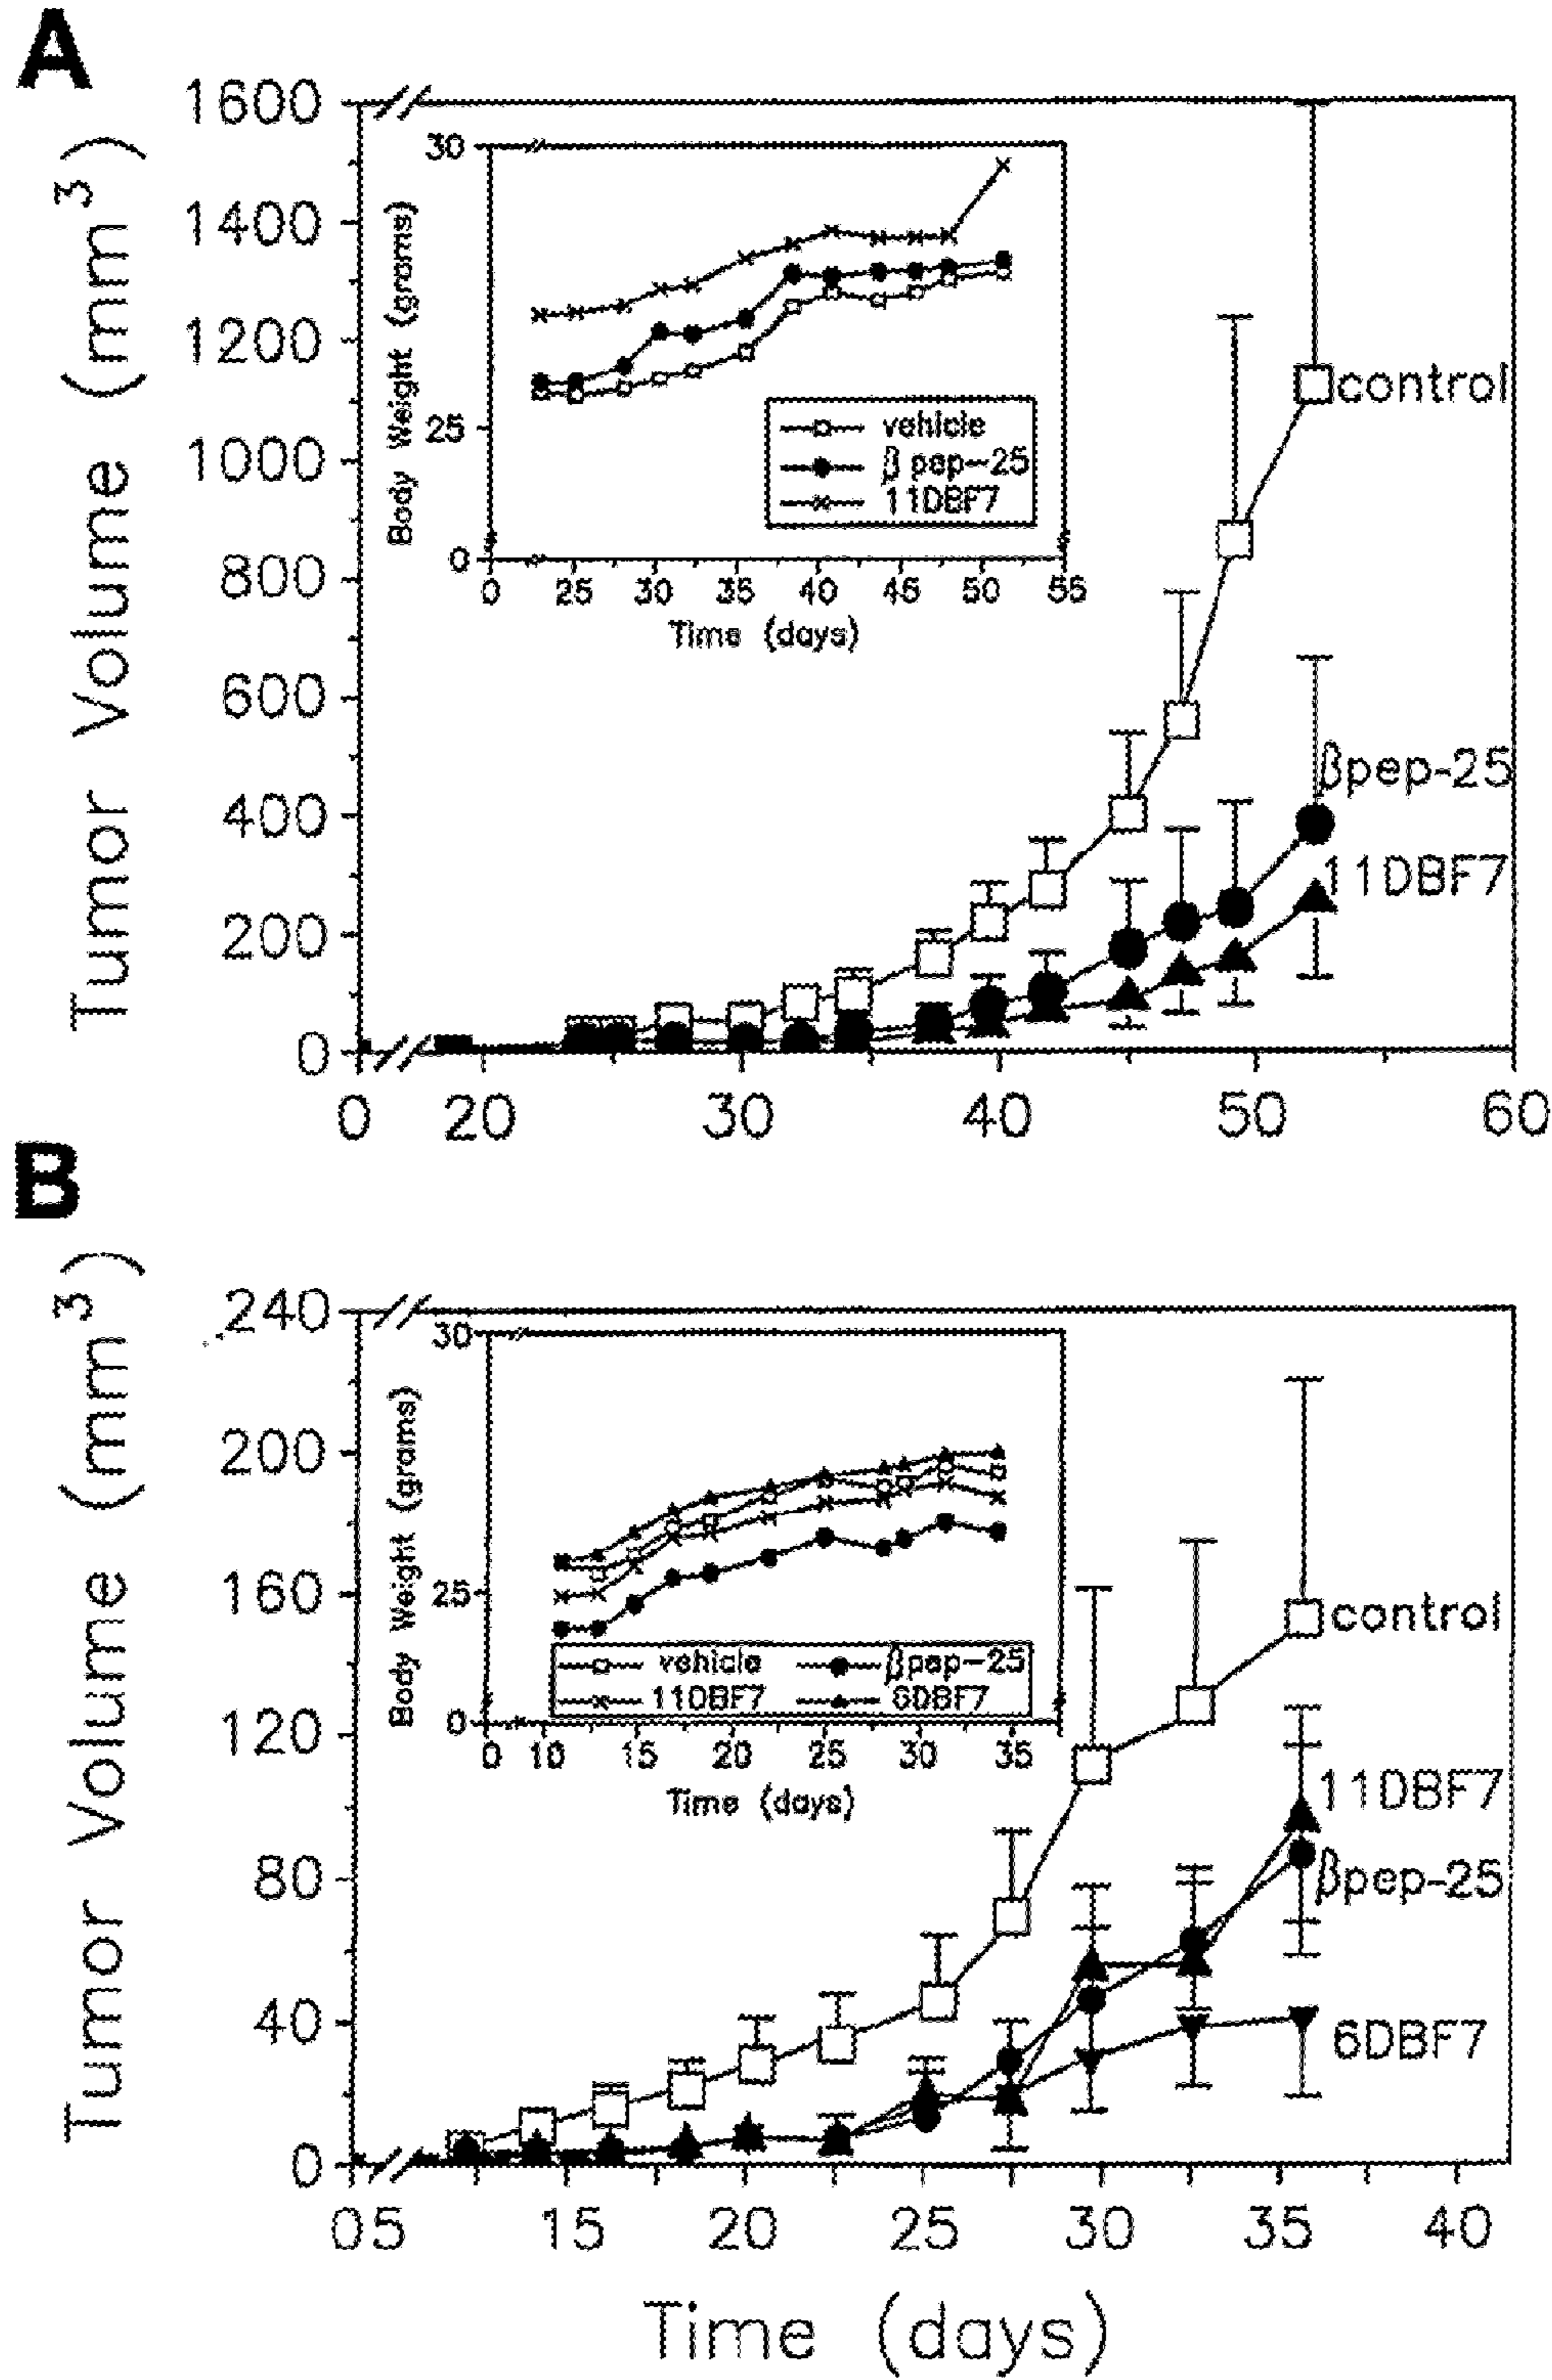 A
1600
1400
1200
1000
800
600
400
200
0
Tumor Volume (mm³)
30
25
0
Body Weight (grams)
vehicle
β pep-25
11DBF7
0 25 30 35 40 45 50 55
Time (days)
control
βpep-25
11DBF7
0 20 30 40 50 60
B
240
200
160
120
80
40
0
Tumor Volume (mm³)
30
25
0
Body Weight (grams)
vehicle βpep-25
11DBF7 6DBF7
0 10 15 20 25 30 35
Time (days)
control
11DBF7
βpep-25
6DBF7
05 15 20 25 30 35 40
Time (days)